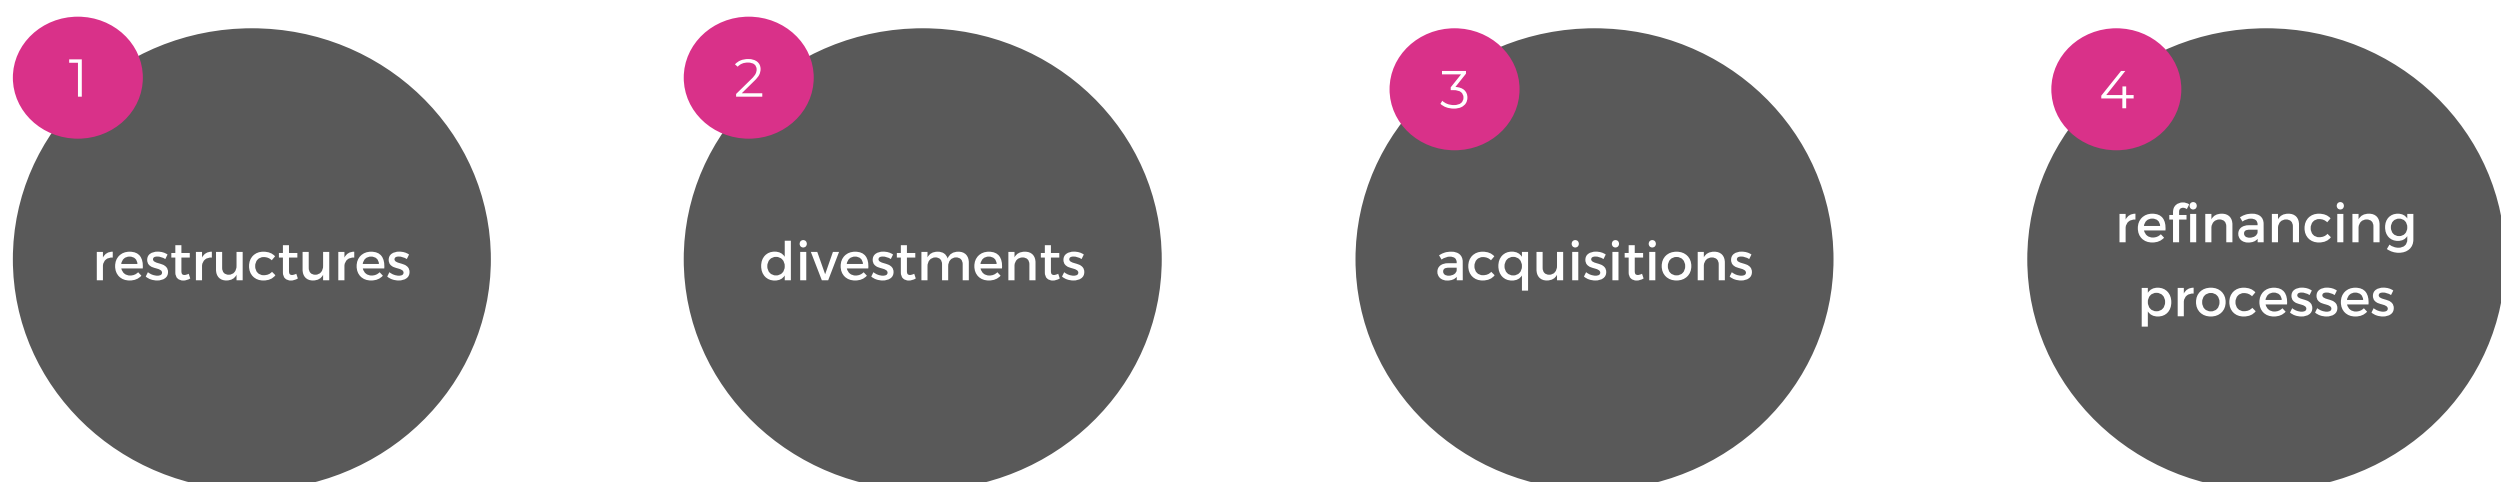 1
restructures
2
divestments
3
acquisitions
4
refinancing
processes